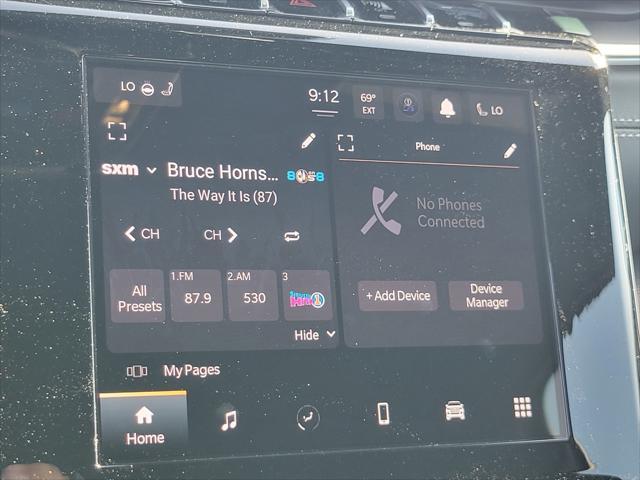 LO
9:12
69°
EXT
LO
Phone
sxm
Bruce Horns...
The Way It Is (87)
No Phones
Connected
CH
CH
All
Presets
1.FM
87.9
2.AM
530
3
+ Add Device
Device
Manager
Hide
My Pages
Home